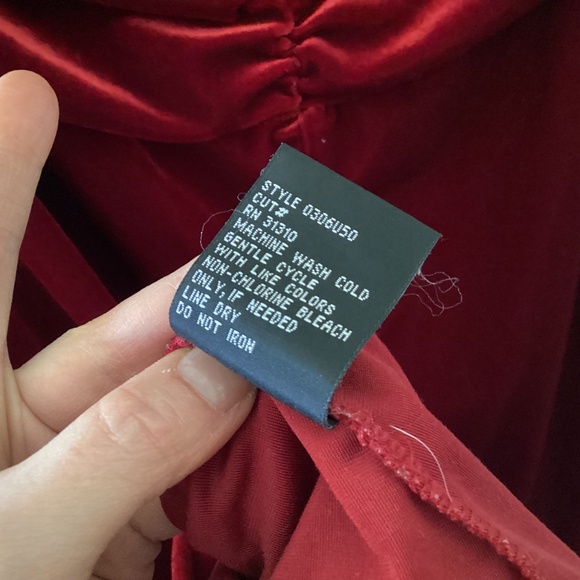 STYLE 0306U50
CUT#
RN 31310
MACHINE WASH COLD
GENTLE CYCLE
WITH LIKE COLORS
NON-CHLORINE BLEACH
ONLY, IF NEEDED
LINE DRY
DO NOT IRON